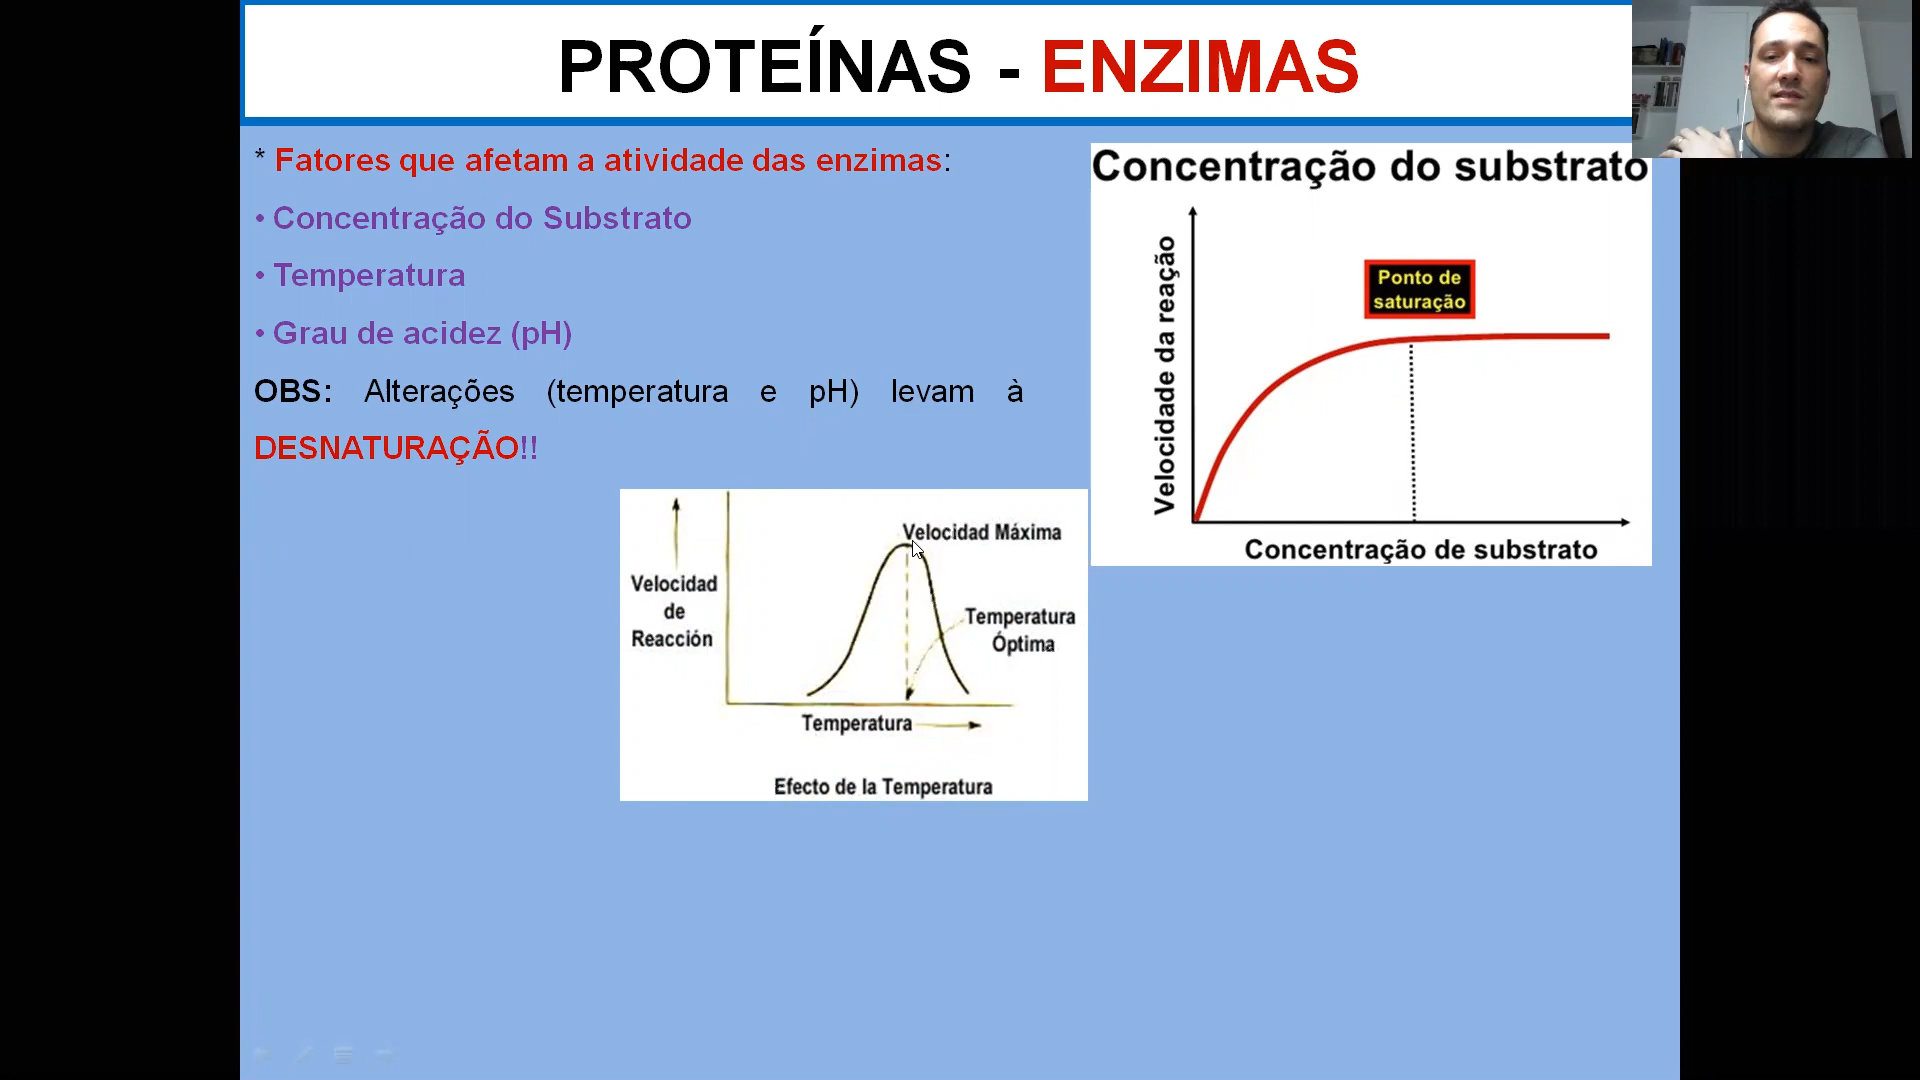 PROTEÍNAS - ENZIMAS
* Fatores que afetam a atividade das enzimas:
• Concentração do Substrato
• Temperatura
• Grau de acidez (pH)
OBS: Alterações (temperatura e pH) levam à
DESNATURAÇÃO!!
Concentração do substrato
Velocidade da reação
Ponto de
saturação
Concentração de substrato
Velocidad Máxima
Velocidad
de
Reacción
Temperatura
Óptima
Temperatura
Efecto de la Temperatura